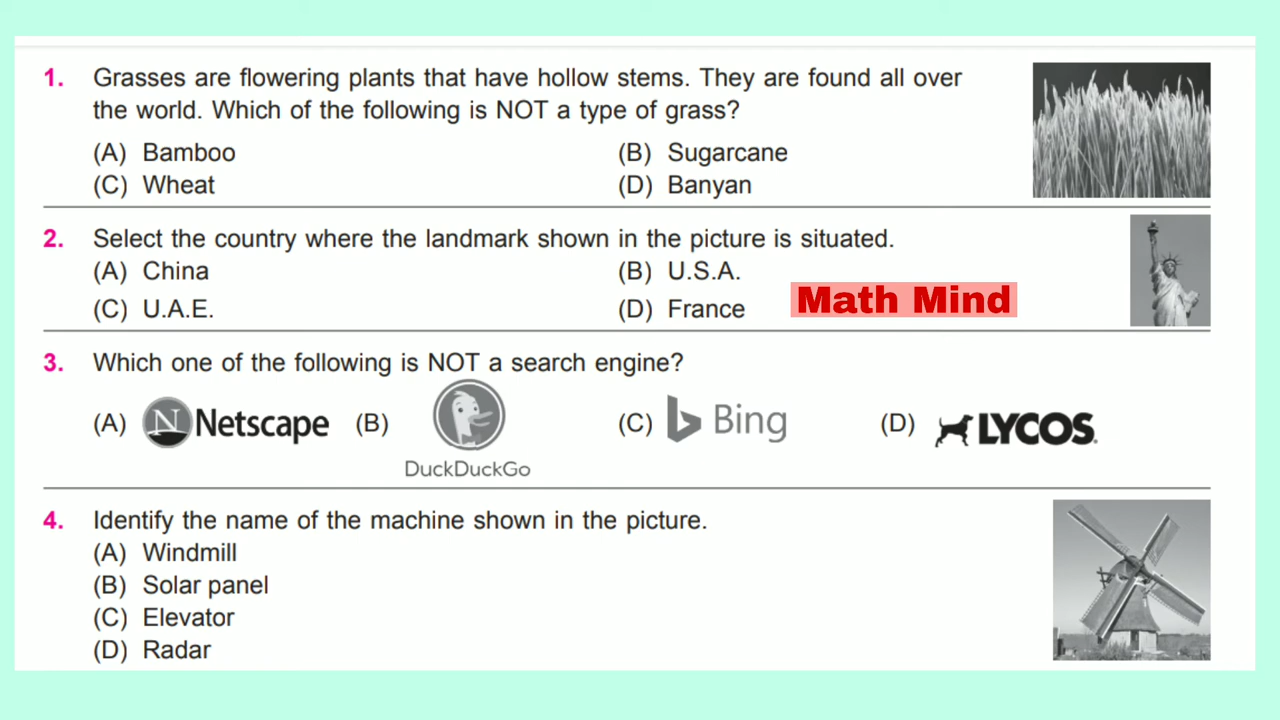 1. Grasses are flowering plants that have hollow stems. They are found all over
the world. Which of the following is NOT a type of grass?
(A) Bamboo (B) Sugarcane
(C) Wheat (D) Banyan
2. Select the country where the landmark shown in the picture is situated.
(A) China (B) U.S.A.
(C) U.A.E. (D) France Math Mind
3. Which one of the following is NOT a search engine?
(A) N Netscape (B) DuckDuckGo (C) b Bing (D) LYCOS.
4. Identify the name of the machine shown in the picture.
(A) Windmill
(B) Solar panel
(C) Elevator
(D) Radar